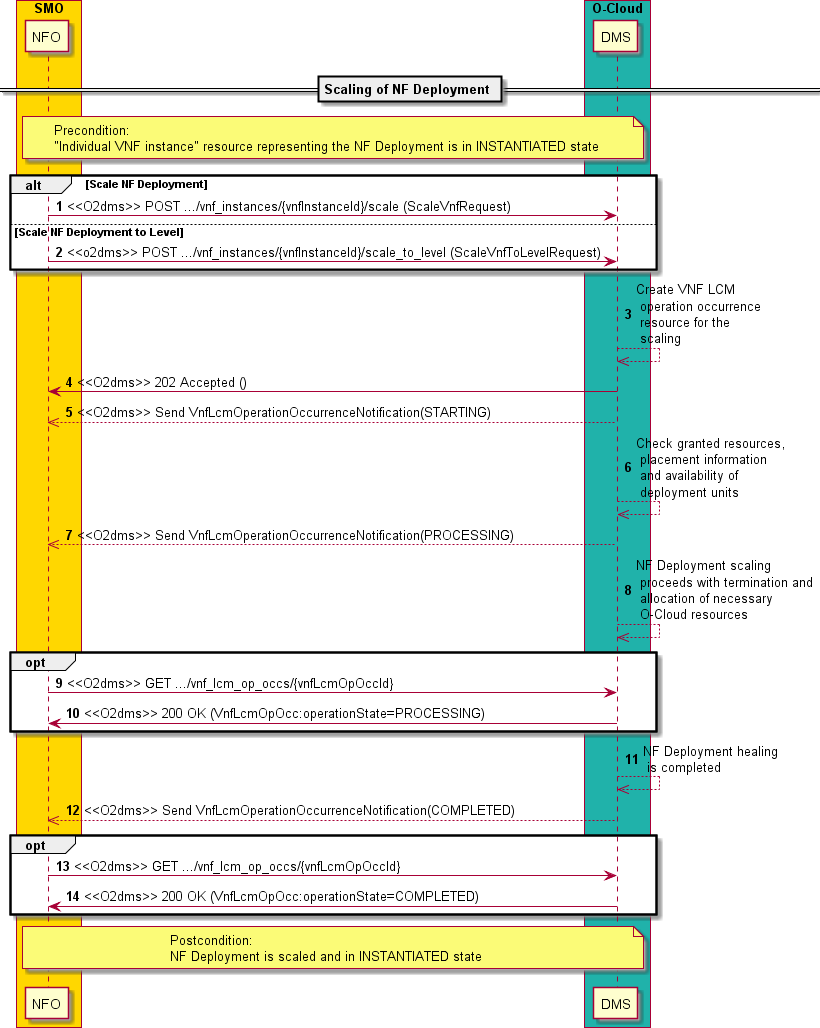 SMO
O-Cloud
NFO
DMS
Scaling of NF Deployment
Precondition:
"Individual VNF instance" resource representing the NF Deployment is in INSTANTIATED state
alt [Scale NF Deployment]
1 <<O2dms>> POST .../vnf_instances/{vnfInstanceId}/scale (ScaleVnfRequest)
[Scale NF Deployment to Level]
2 <<o2dms>> POST .../vnf_instances/{vnfInstanceId}/scale_to_level (ScaleVnfToLevelRequest)
3 Create VNF LCM
operation occurrence
resource for the
scaling
4 <<O2dms>> 202 Accepted ()
5 <<O2dms>> Send VnfLcmOperationOccurrenceNotification(STARTING)
6 Check granted resources,
placement information
and availability of
deployment units
7 <<O2dms>> Send VnfLcmOperationOccurrenceNotification(PROCESSING)
8 NF Deployment scaling
proceeds with termination and
allocation of necessary
O-Cloud resources
opt
9 <<O2dms>> GET .../vnf_lcm_op_occs/{vnfLcmOpOccId}
10 <<O2dms>> 200 OK (VnfLcmOpOcc:operationState=PROCESSING)
11 NF Deployment healing
is completed
12 <<O2dms>> Send VnfLcmOperationOccurrenceNotification(COMPLETED)
opt
13 <<O2dms>> GET .../vnf_lcm_op_occs/{vnfLcmOpOccId}
14 <<O2dms>> 200 OK (VnfLcmOpOcc:operationState=COMPLETED)
Postcondition:
NF Deployment is scaled and in INSTANTIATED state
NFO
DMS